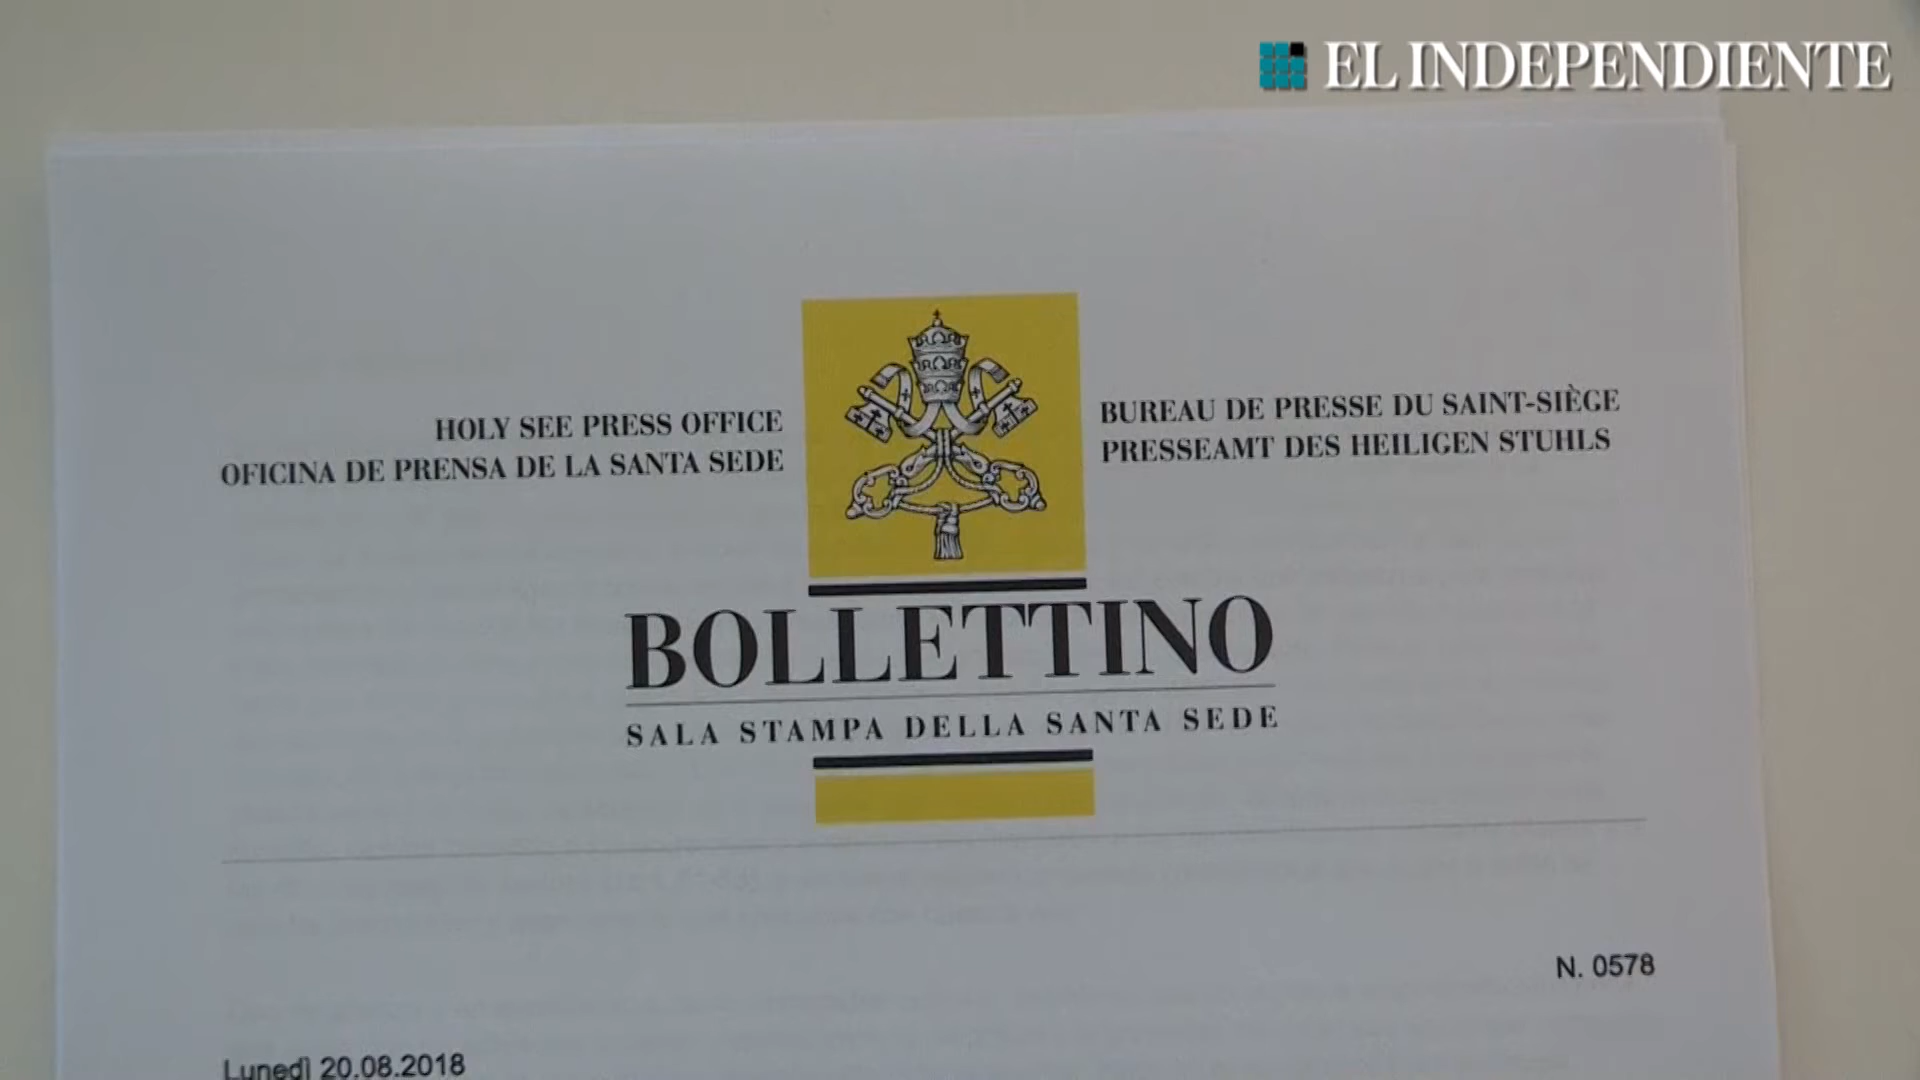 EL INDEPENDIENTE
HOLY SEE PRESS OFFICE
OFICINA DE PRENSA DE LA SANTA SEDE
BUREAU DE PRESSE DU SAINT-SIÈGE
PRESSEAMT DES HEILIGEN STUHLS
BOLLETTINO
SALA STAMPA DELLA SANTA SEDE
N. 0578
Lunedì 20.08.2018